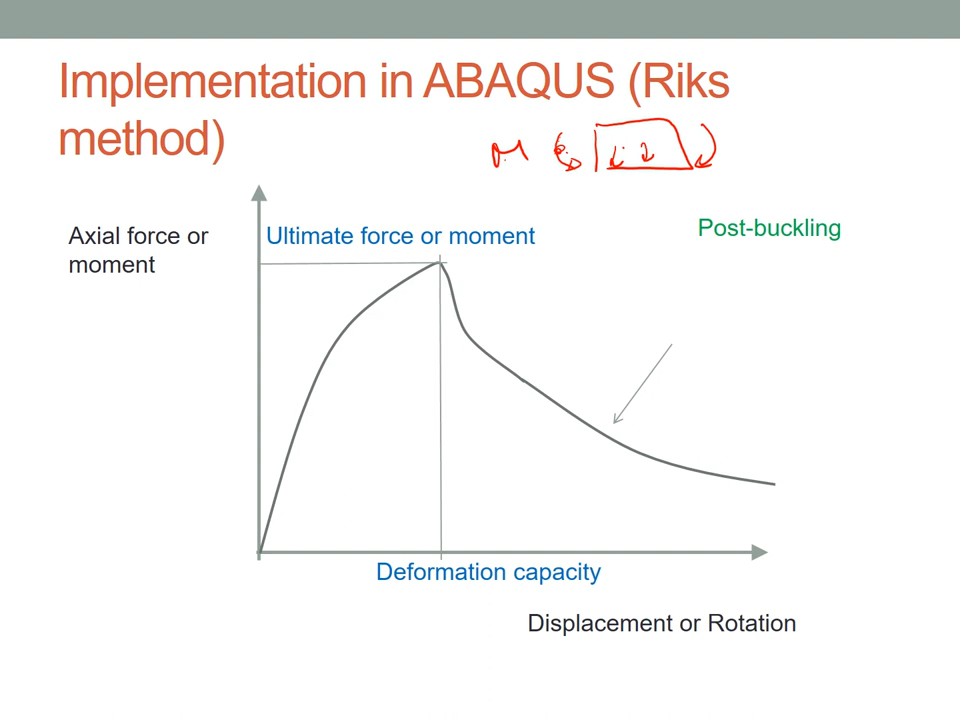 Implementation in ABAQUS (Riks
method)
M
Axial force or
moment
Ultimate force or moment
Post-buckling
Deformation capacity
Displacement or Rotation